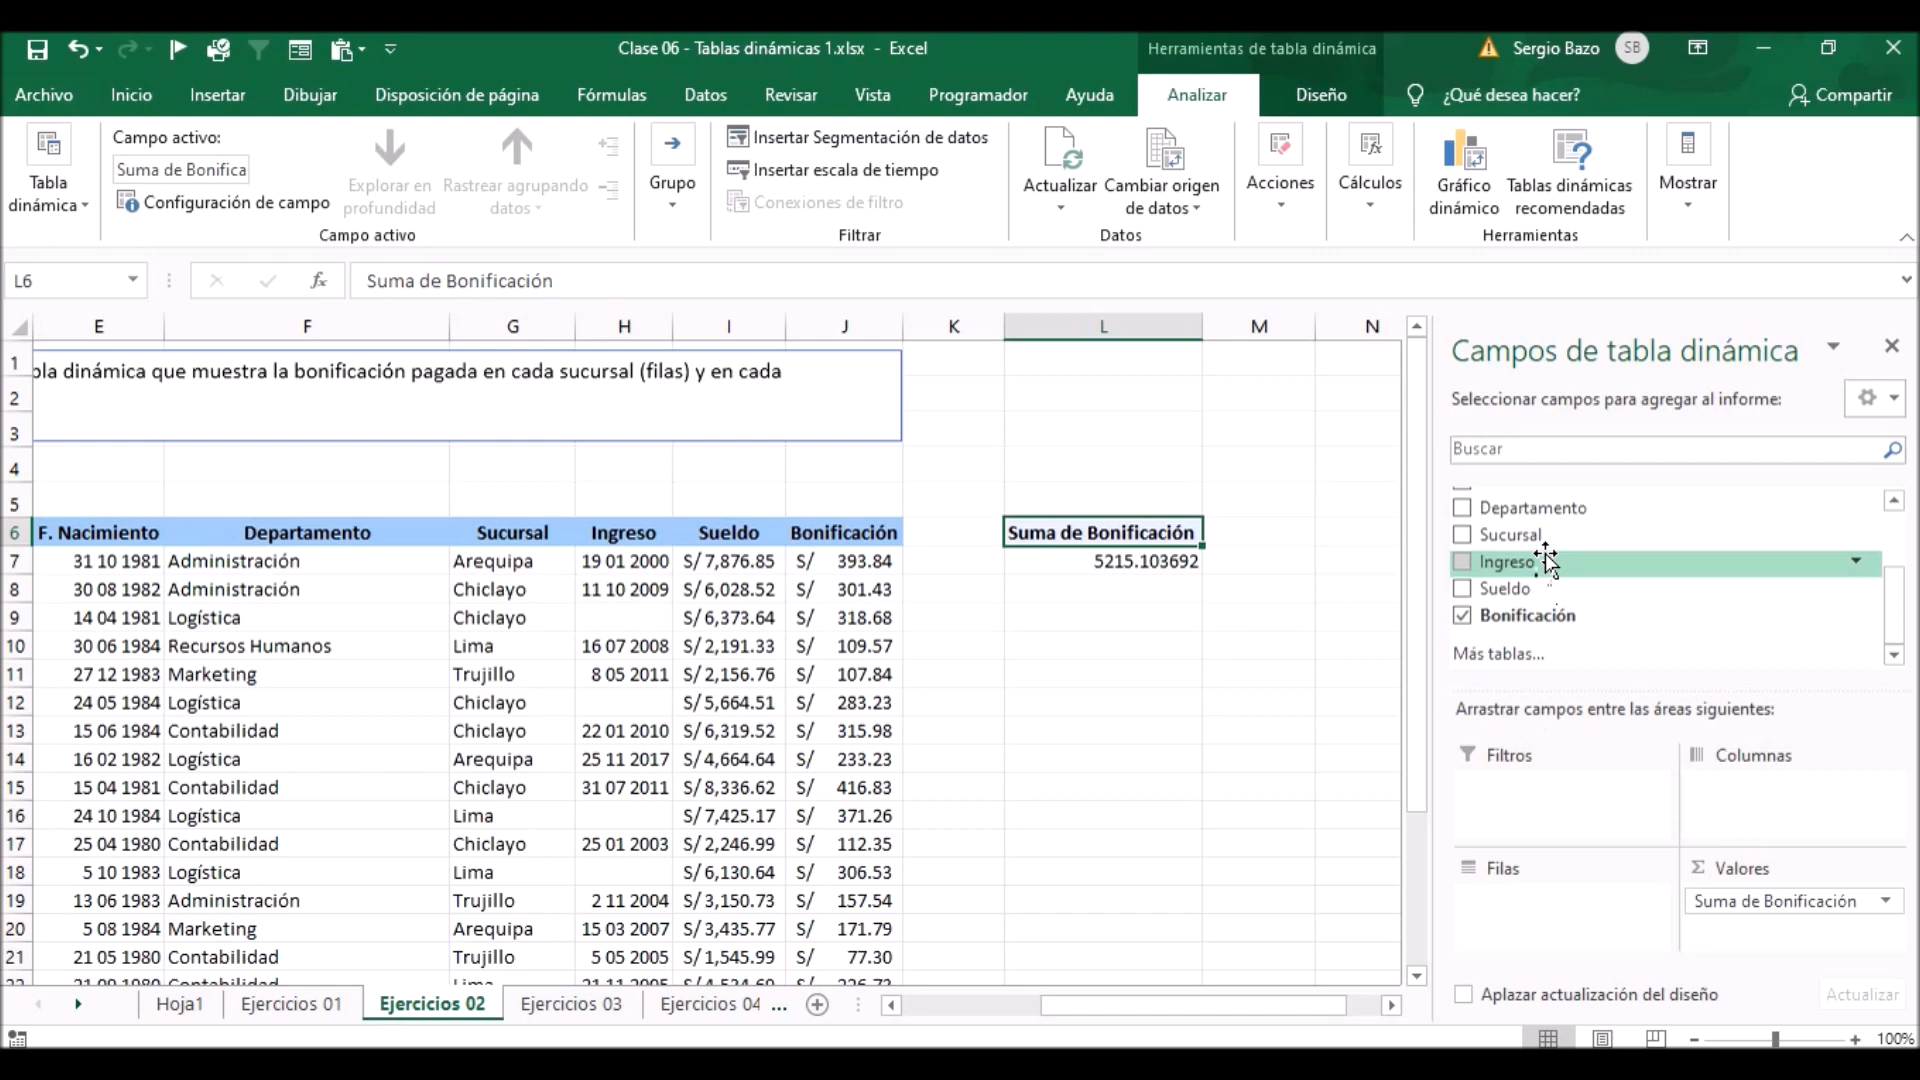 Clase 06 - Tablas dinámicas 1.xlsx - Excel
Herramientas de tabla dinámica
Sergio Bazo SB
Archivo Inicio Insertar Dibujar Disposición de página Fórmulas Datos Revisar Vista Programador Ayuda Analizar Diseño ¿Qué desea hacer? Compartir
Tabla dinámica
Campo activo:
Suma de Bonifica
Configuración de campo
Explorar en profundidad
Rastrear agrupando datos
Campo activo
Grupo
Insertar Segmentación de datos
Insertar escala de tiempo
Conexiones de filtro
Filtrar
Actualizar
Cambiar origen de datos
Datos
Acciones
Cálculos
Gráfico dinámico
Tablas dinámicas recomendadas
Herramientas
Mostrar
L6 fx Suma de Bonificación
E F G H I J K L M N
1 bla dinámica que muestra la bonificación pagada en cada sucursal (filas) y en cada
2
3
4
5
6 F. Nacimiento Departamento Sucursal Ingreso Sueldo Bonificación Suma de Bonificación
7 31 10 1981 Administración Arequipa 19 01 2000 S/ 7,876.85 S/ 393.84 5215.103692
8 30 08 1982 Administración Chiclayo 11 10 2009 S/ 6,028.52 S/ 301.43
9 14 04 1981 Logística Chiclayo S/ 6,373.64 S/ 318.68
10 30 06 1984 Recursos Humanos Lima 16 07 2008 S/ 2,191.33 S/ 109.57
11 27 12 1983 Marketing Trujillo 8 05 2011 S/ 2,156.76 S/ 107.84
12 24 05 1984 Logística Chiclayo S/ 5,664.51 S/ 283.23
13 15 06 1984 Contabilidad Chiclayo 22 01 2010 S/ 6,319.52 S/ 315.98
14 16 02 1982 Logística Arequipa 25 11 2017 S/ 4,664.64 S/ 233.23
15 15 04 1981 Contabilidad Chiclayo 31 07 2011 S/ 8,336.62 S/ 416.83
16 24 10 1984 Logística Lima S/ 7,425.17 S/ 371.26
17 25 04 1980 Contabilidad Chiclayo 25 01 2003 S/ 2,246.99 S/ 112.35
18 5 10 1983 Logística Lima S/ 6,130.64 S/ 306.53
19 13 06 1983 Administración Trujillo 2 11 2004 S/ 3,150.73 S/ 157.54
20 5 08 1984 Marketing Arequipa 15 03 2007 S/ 3,435.77 S/ 171.79
21 21 05 1980 Contabilidad Trujillo 5 05 2005 S/ 1,545.99 S/ 77.30
Campos de tabla dinámica
Seleccionar campos para agregar al informe:
Buscar
Departamento
Sucursal
Ingreso
Sueldo
Bonificación
Más tablas...
Arrastrar campos entre las áreas siguientes:
Filtros Columnas
Filas Σ Valores
Suma de Bonificación
Aplazar actualización del diseño Actualizar
Hoja1 Ejercicios 01 Ejercicios 02 Ejercicios 03 Ejercicios 04 ...
100%